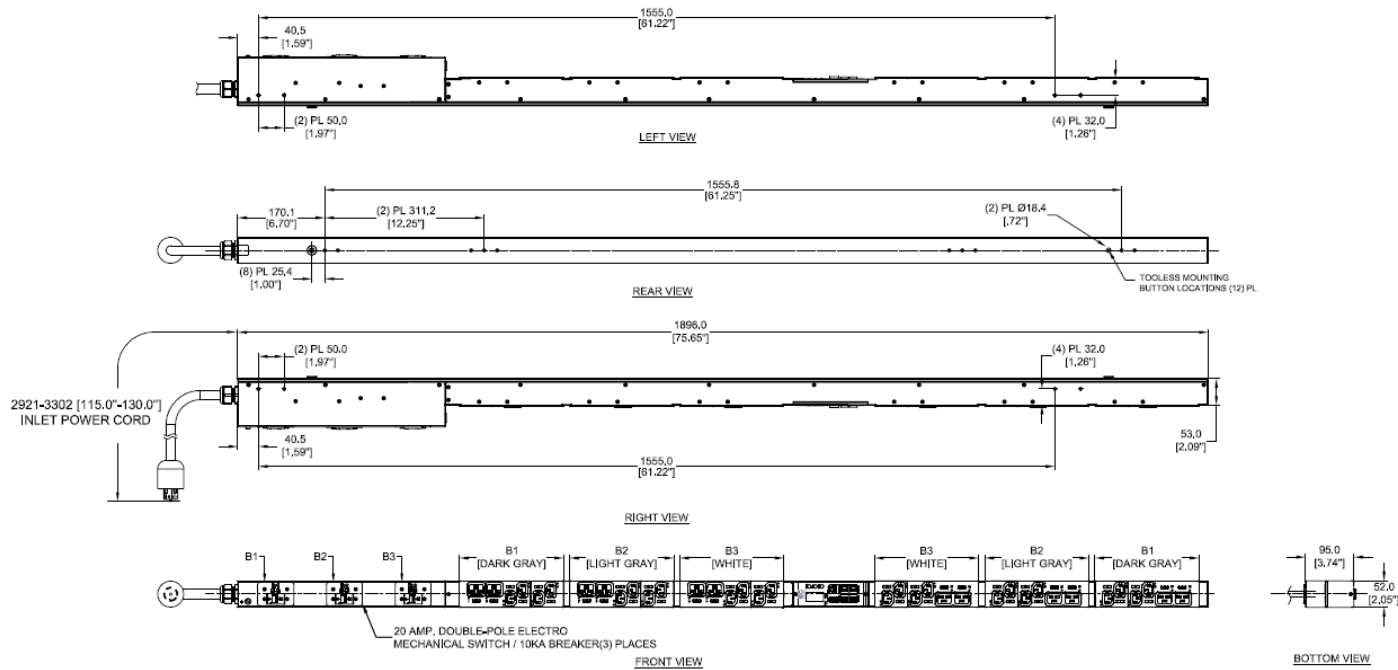 1555.0
[61.22"]
40.5
[1.59"]
(2) PL 50.0
[1.97"]
(4) PL 32.0
[1.26"]
LEFT VIEW
1555.8
[61.25"]
170.1
[6.70"]
(2) PL 311.2
[12.25"]
(2) PL Ø18.4
[.72"]
(8) PL 25.4
[1.00"]
TOOLESS MOUNTING
BUTTON LOCATIONS (12) PL
REAR VIEW
1896.0
[75.65"]
(2) PL 50.0
[1.97"]
(4) PL 32.0
[1.26"]
2921-3302 [115.0"-130.0"]
INLET POWER CORD
40.5
[1.59"]
53.0
[2.09"]
1555.0
[61.22"]
RIGHT VIEW
B1
B2
B3
B1
[DARK GRAY]
B2
[LIGHT GRAY]
B3
[WHITE]
B3
[WHITE]
B2
[LIGHT GRAY]
B1
[DARK GRAY]
95.0
[3.74"]
52.0
[2.05"]
20 AMP, DOUBLE-POLE ELECTRO
MECHANICAL SWITCH / 10KA BREAKER(3) PLACES
FRONT VIEW
BOTTOM VIEW